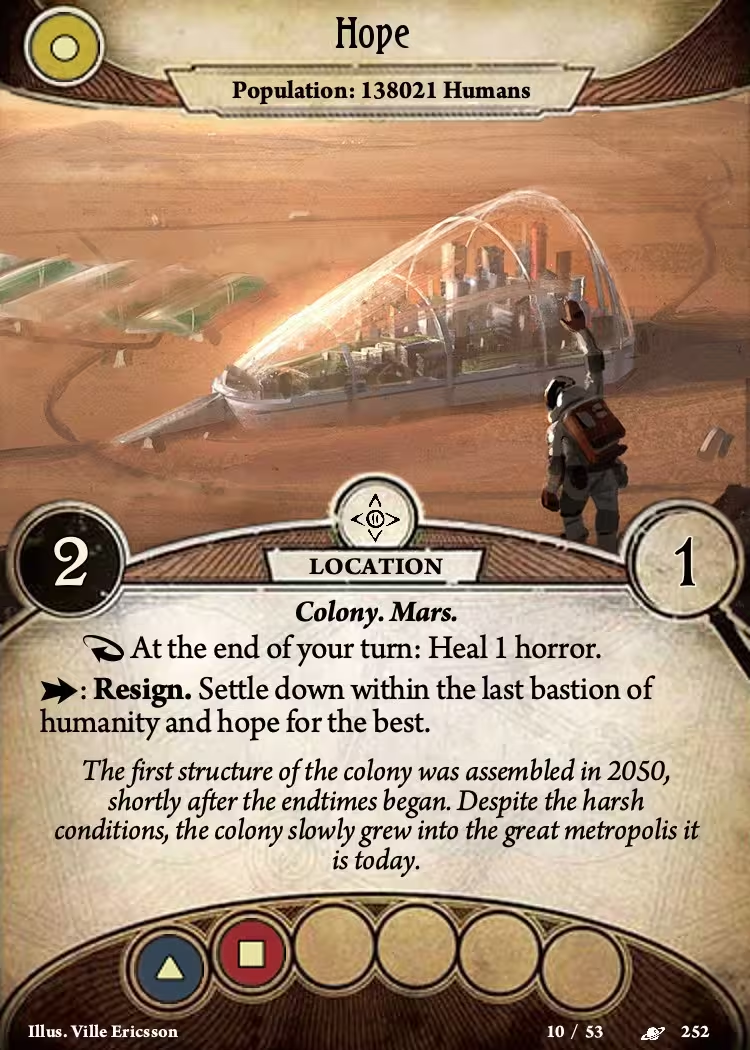 Hope
Population: 138021 Humans
2
LOCATION
1
Colony. Mars.
At the end of your turn: Heal 1 horror.
: Resign. Settle down within the last bastion of
humanity and hope for the best.
The first structure of the colony was assembled in 2050,
shortly after the endtimes began. Despite the harsh
conditions, the colony slowly grew into the great metropolis it
is today.
Illus. Ville Ericsson
10 / 53
252